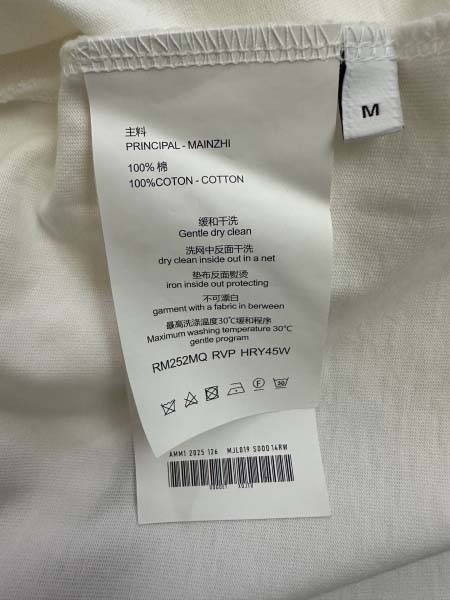 M
主料
PRINCIPAL - MAINZHI
100% 棉
100%COTON - COTTON
缓和干洗
Gentle dry clean
洗网中反面干洗
dry clean inside out in a net
垫布反面熨烫
iron inside out protecting
不可漂白
garment with a fabric in berween
最高洗涤温度30℃缓和程序
Maximum washing temperature 30℃
gentle program
RM252MQ RVP HRY45W
AMM1 2025 126 MJL019 S000 14RW